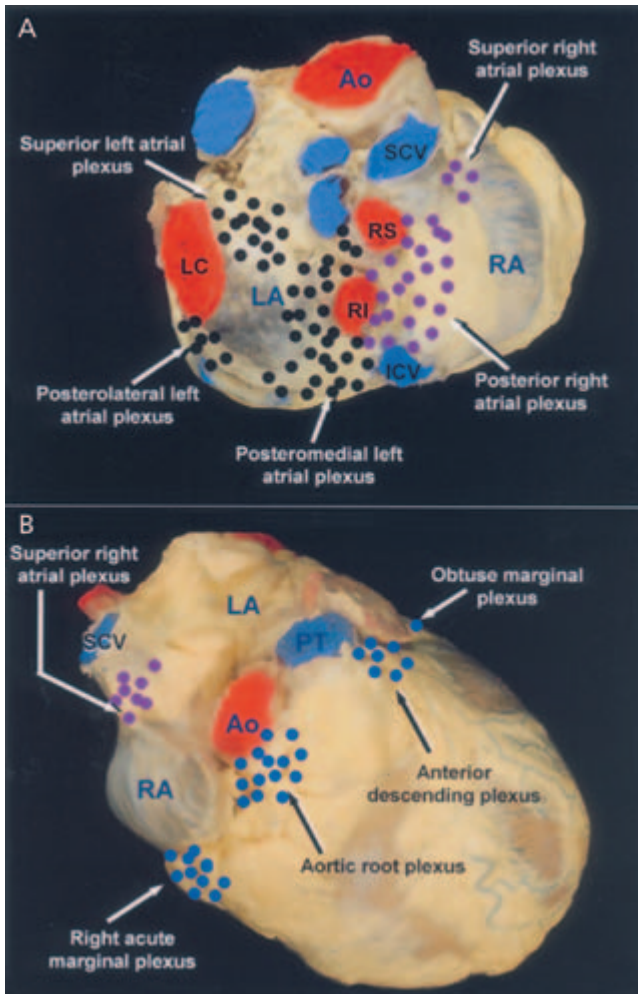 A
Superior right
atrial plexus
Ao
Superior left atrial
plexus
SCV
RS
LC
RA
LA
RI
ICV
Posterolateral left
atrial plexus
Posterior right
atrial plexus
Posteromedial left
atrial plexus
B
Superior right
atrial plexus
Obtuse marginal
plexus
LA
SCV
PT
Ao
RA
Anterior
descending plexus
Aortic root plexus
Right acute
marginal plexus